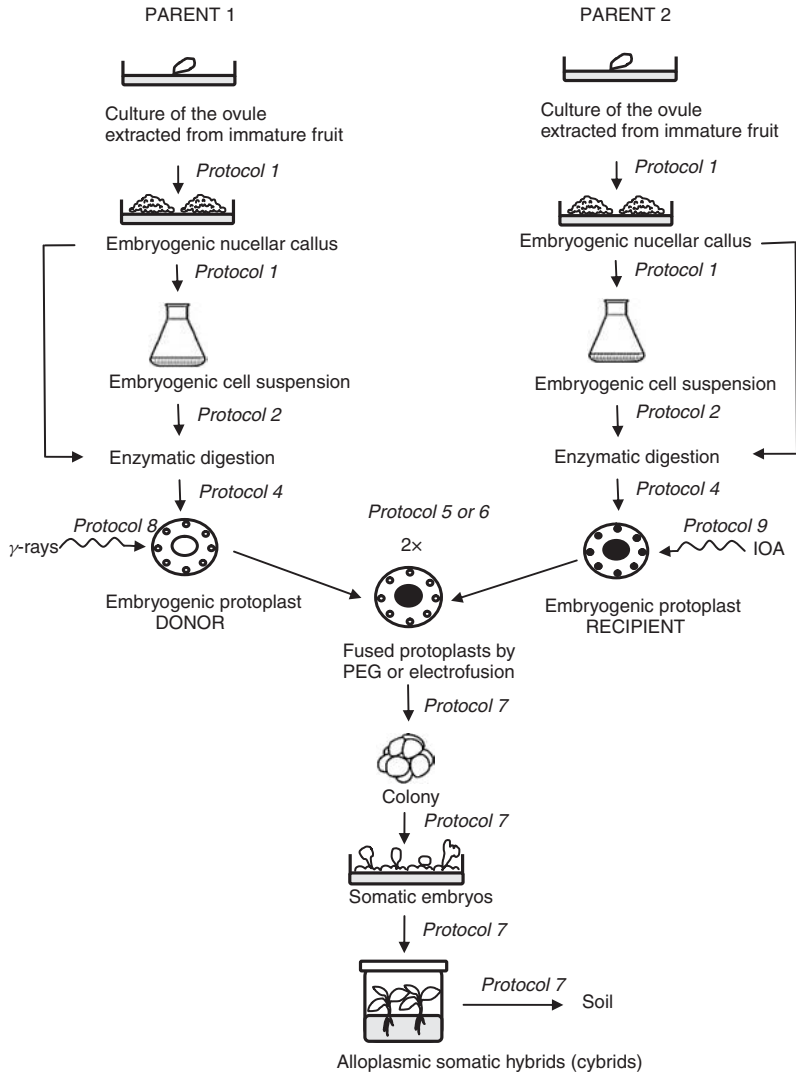 PARENT 1
PARENT 2
Culture of the ovule
extracted from immature fruit
Culture of the ovule
extracted from immature fruit
Protocol 1
Protocol 1
Embryogenic nucellar callus
Embryogenic nucellar callus
Protocol 1
Protocol 1
Embryogenic cell suspension
Embryogenic cell suspension
Protocol 2
Protocol 2
Enzymatic digestion
Enzymatic digestion
Protocol 4
Protocol 4
Protocol 5 or 6
Protocol 8
Protocol 9
γ-rays
2×
IOA
Embryogenic protoplast
DONOR
Embryogenic protoplast
RECIPIENT
Fused protoplasts by
PEG or electrofusion
Protocol 7
Colony
Protocol 7
Somatic embryos
Protocol 7
Protocol 7
Soil
Alloplasmic somatic hybrids (cybrids)